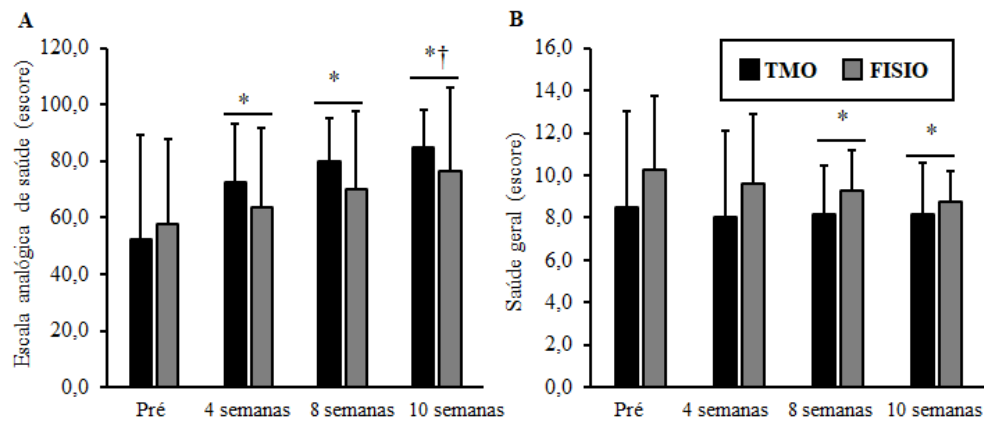 A
Escala analógica de saúde (escore)
120,0
100,0
80,0
60,0
40,0
20,0
0,0
*
*
*†
Pré
4 semanas
8 semanas
10 semanas
B
Saúde geral (escore)
16,0
14,0
12,0
10,0
8,0
6,0
4,0
2,0
0,0
TMO FISIO
*
*
Pré
4 semanas
8 semanas
10 semanas